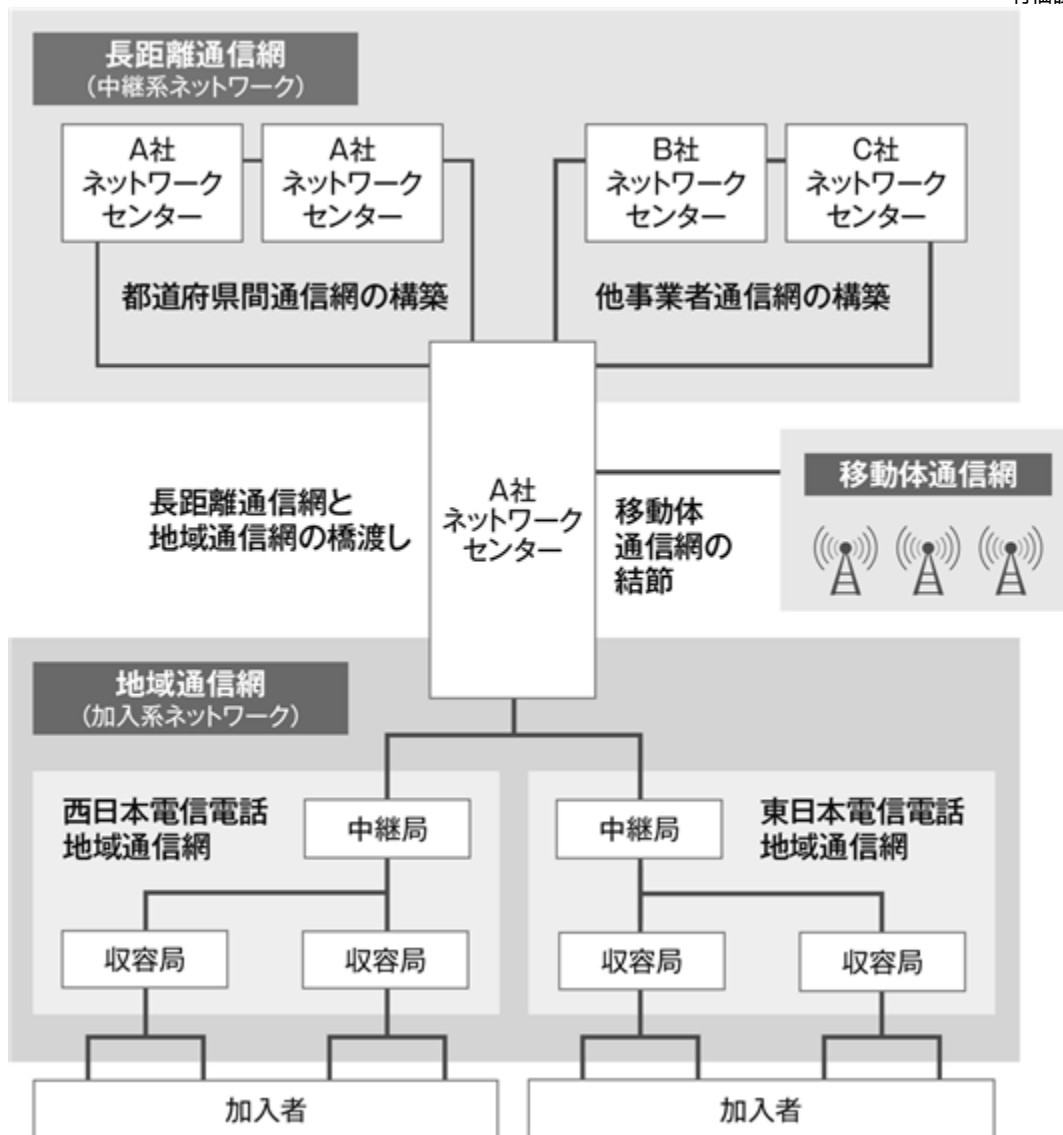 長距離通信網
（中継系ネットワーク）
A社
ネットワーク
センター
A社
ネットワーク
センター
B社
ネットワーク
センター
C社
ネットワーク
センター
都道府県間通信網の構築
他事業者通信網の構築
長距離通信網と
地域通信網の橋渡し
A社
ネットワーク
センター
移動体
通信網の
結節
移動体通信網
地域通信網
（加入系ネットワーク）
西日本電信電話
地域通信網
中継局
中継局
東日本電信電話
地域通信網
収容局
収容局
収容局
収容局
加入者
加入者